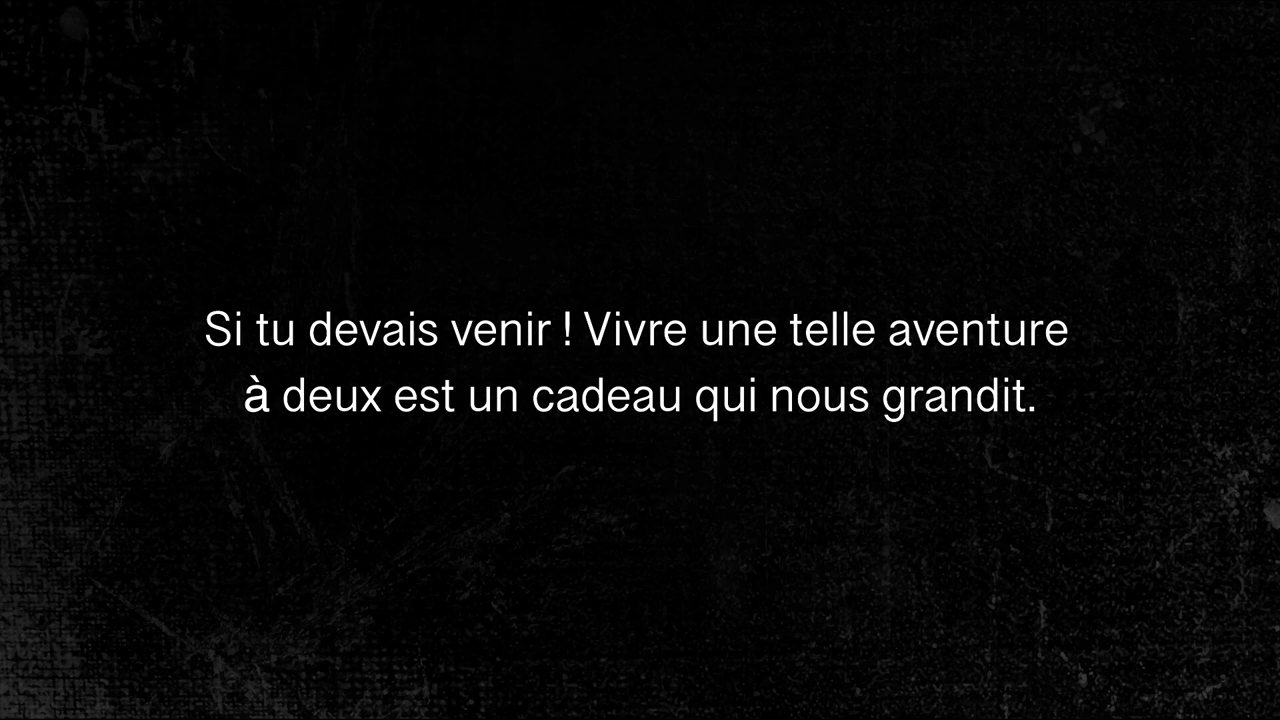 Si tu devais venir ! Vivre une telle aventure
à deux est un cadeau qui nous grandit.